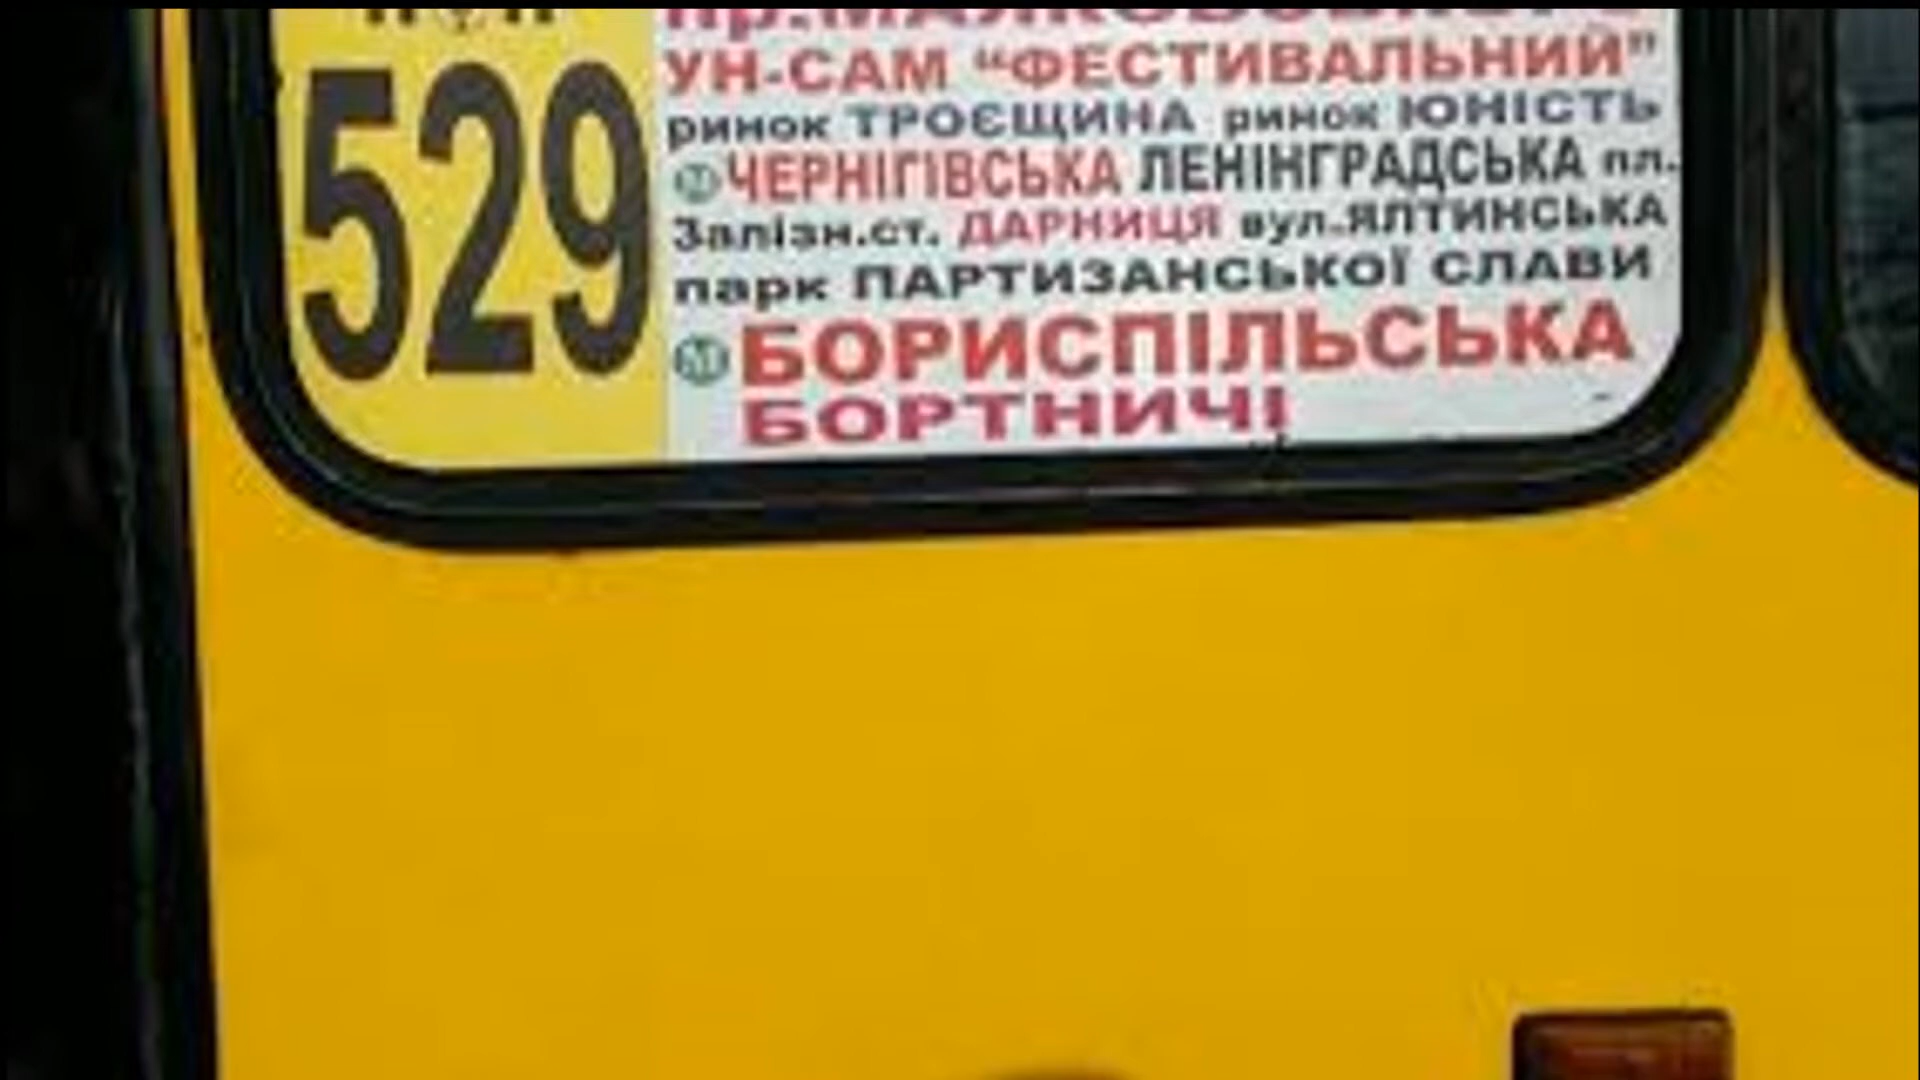 529
УН-САМ “ФЕСТИВАЛЬНИЙ”
ринок ТРОЄЩИНА ринок ЮНІСТЬ
М ЧЕРНІГІВСЬКА ЛЕНІНГРАДСЬКА пл.
Залізн.ст. ДАРНИЦЯ вул.ЯЛТИНСЬКА
парк ПАРТИЗАНСЬКОЇ СЛАВИ
М БОРИСПІЛЬСЬКА
БОРТНИЧІ